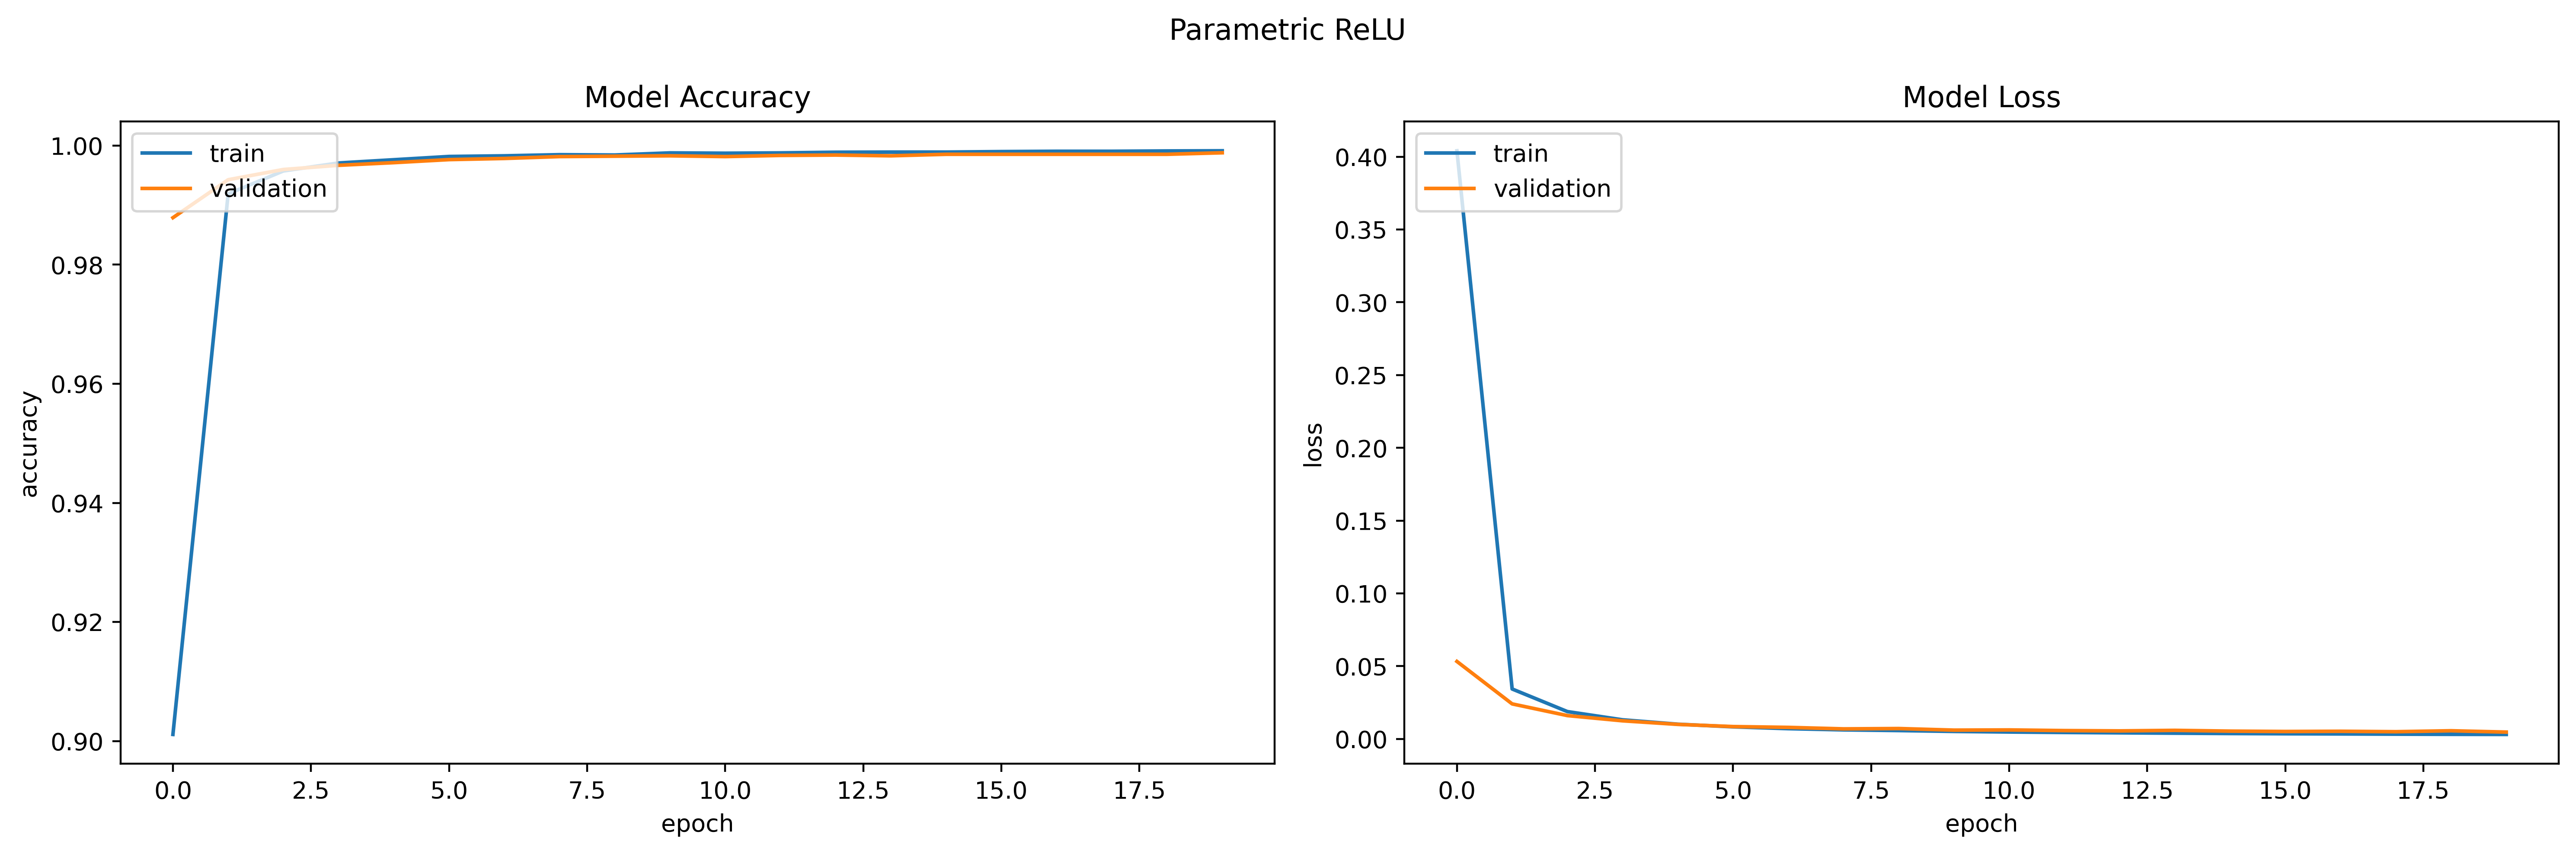 Parametric ReLU
Model Accuracy
1.00
0.98
0.96
0.94
0.92
0.90
accuracy
train
validation
0.0 2.5 5.0 7.5 10.0 12.5 15.0 17.5
epoch
Model Loss
0.40
0.35
0.30
0.25
0.20
0.15
0.10
0.05
0.00
loss
train
validation
0.0 2.5 5.0 7.5 10.0 12.5 15.0 17.5
epoch